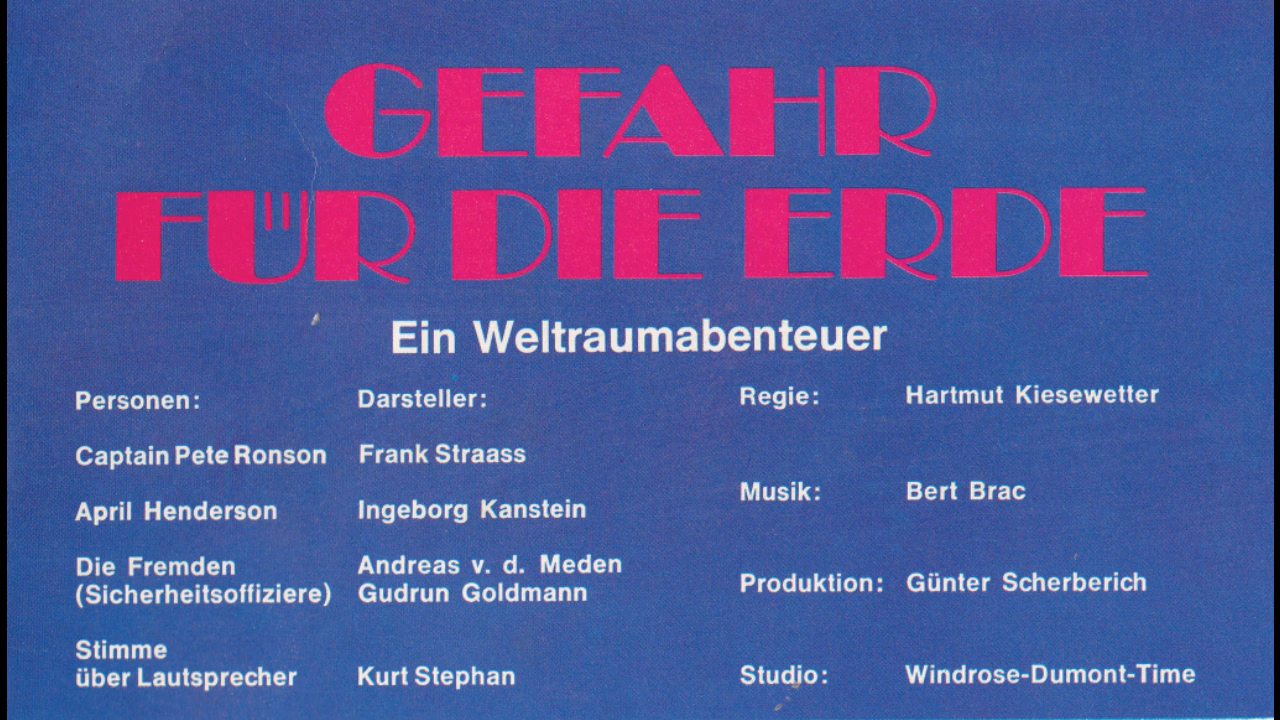 GEFAHR
FÜR DIE ERDE
Ein Weltraumabenteuer
Personen: Darsteller:
Captain Pete Ronson Frank Straass
April Henderson Ingeborg Kanstein
Die Fremden Andreas v. d. Meden
(Sicherheitsoffiziere) Gudrun Goldmann
Stimme
über Lautsprecher Kurt Stephan
Regie: Hartmut Kiesewetter
Musik: Bert Brac
Produktion: Günter Scherberich
Studio: Windrose-Dumont-Time